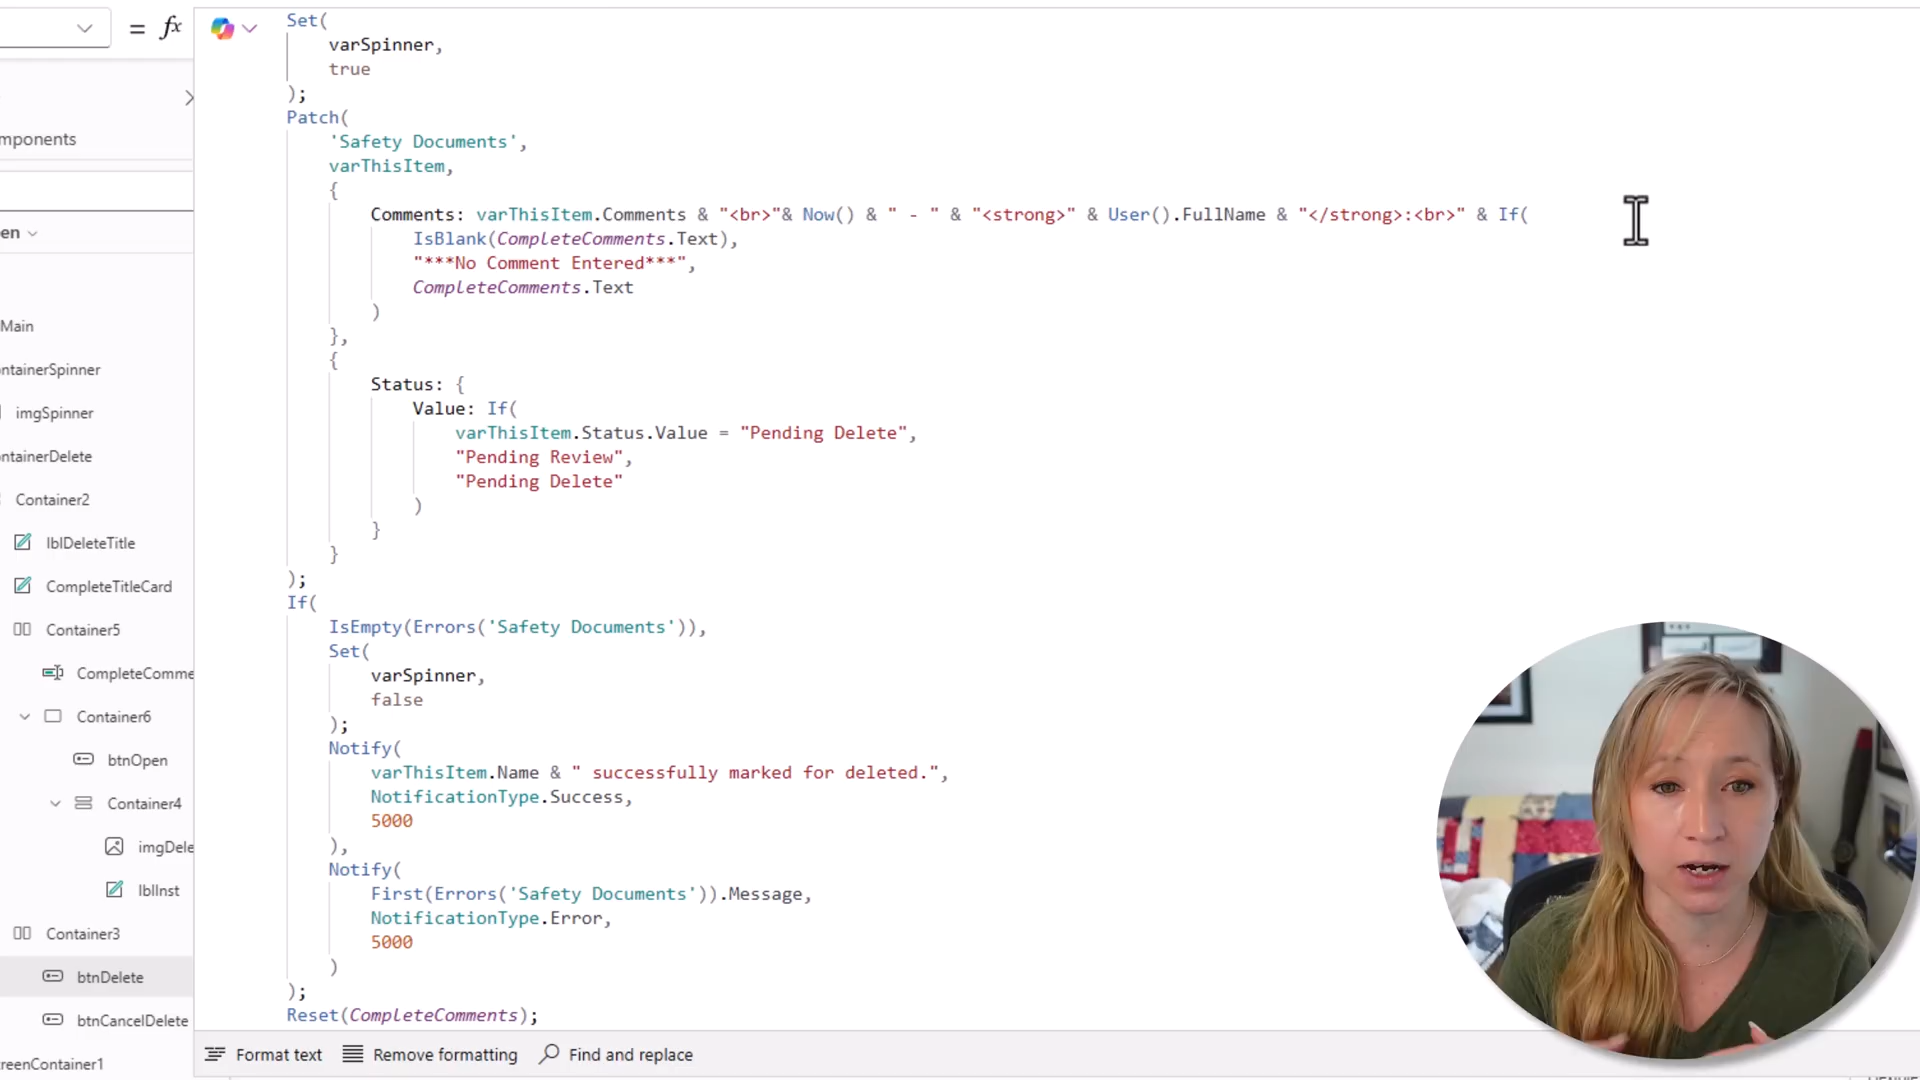 = fx
Set(
varSpinner,
true
);
Patch(
'Safety Documents',
varThisItem,
{
Comments: varThisItem.Comments & "<br>"& Now() & " - " & "<strong>" & User().FullName & "</strong>:<br>" & If(
IsBlank(CompleteComments.Text),
"***No Comment Entered***",
CompleteComments.Text
)
},
{
Status: {
Value: If(
varThisItem.Status.Value = "Pending Delete",
"Pending Review",
"Pending Delete"
)
}
}
);
If(
IsEmpty(Errors('Safety Documents')),
Set(
varSpinner,
false
);
Notify(
varThisItem.Name & " successfully marked for deleted.",
NotificationType.Success,
5000
),
Notify(
First(Errors('Safety Documents')).Message,
NotificationType.Error,
5000
)
);
Reset(CompleteComments);
mponents
en
Main
ntainerSpinner
imgSpinner
ntainerDelete
Container2
lblDeleteTitle
CompleteTitleCard
Container5
CompleteComme
Container6
btnOpen
Container4
imgDele
lblInst
Container3
btnDelete
btnCancelDelete
reenContainer1
Format text
Remove formatting
Find and replace